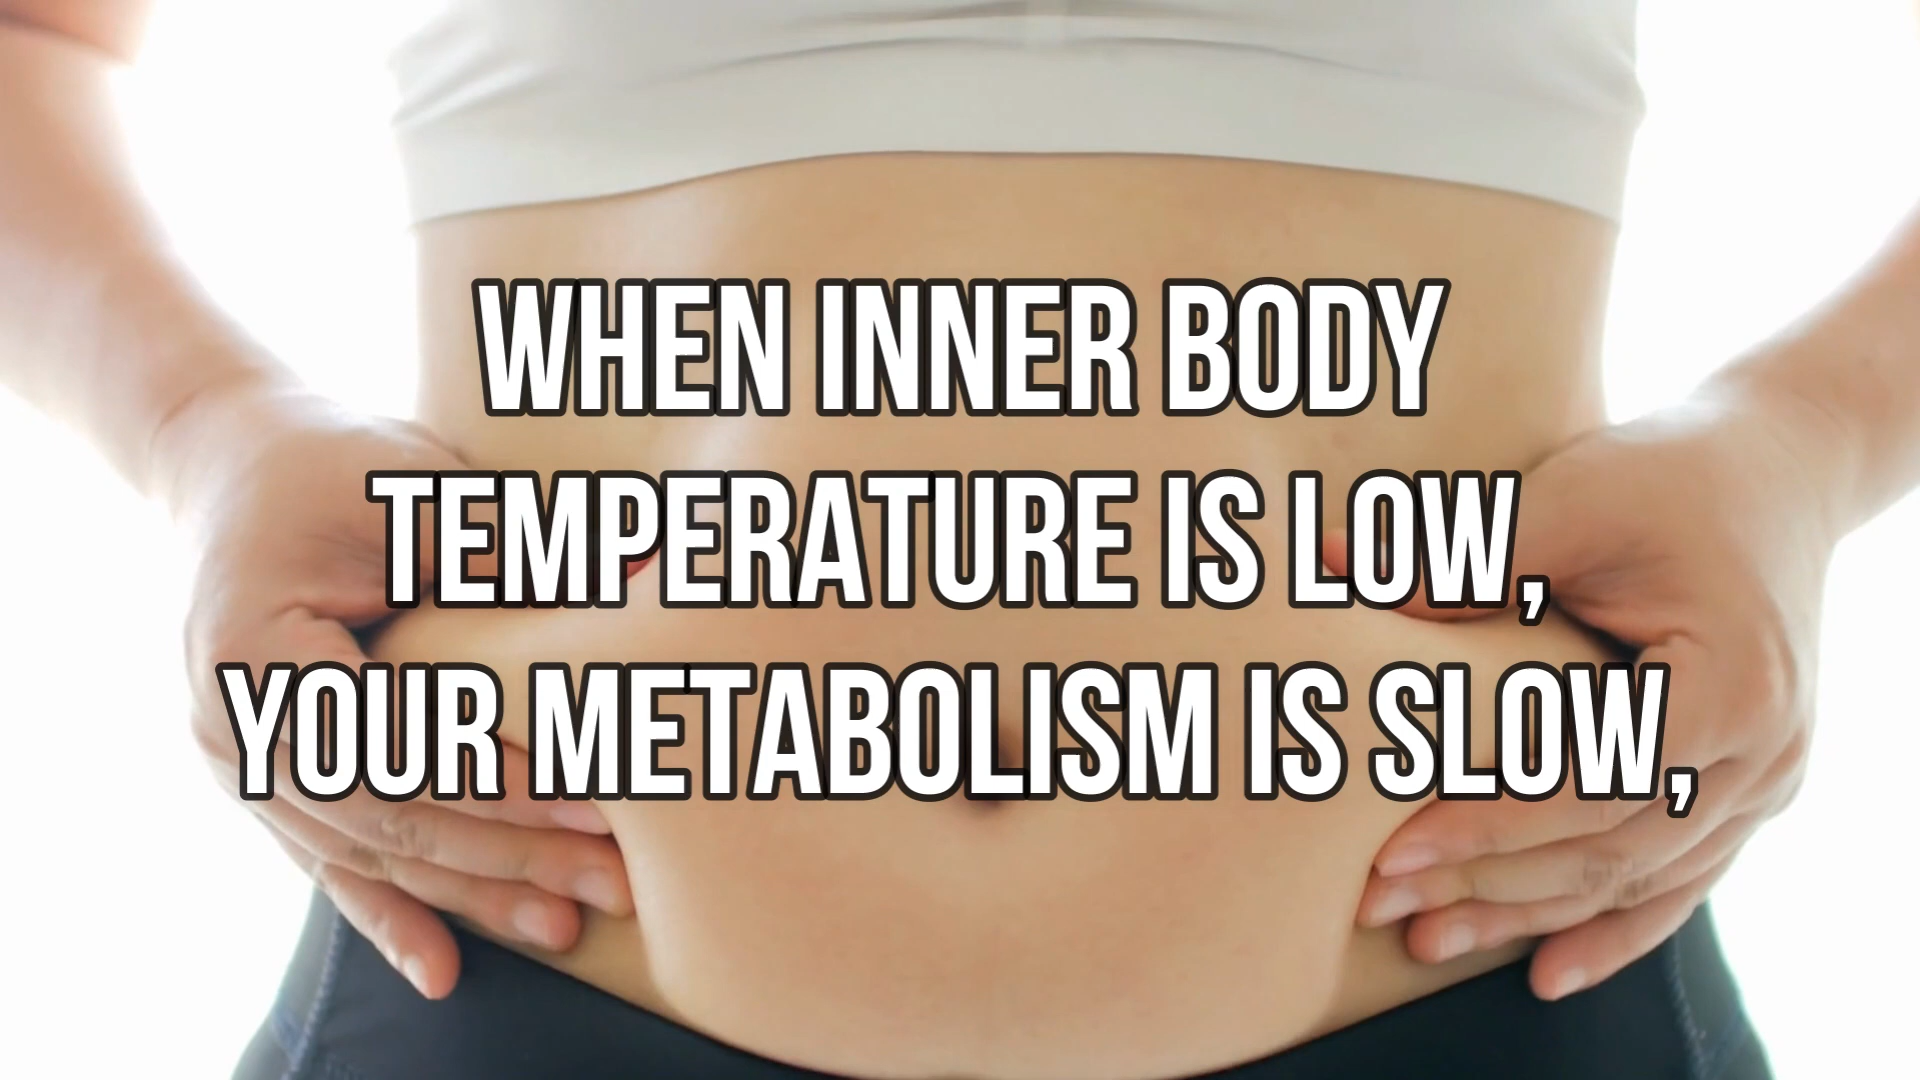 WHEN INNER BODY
TEMPERATURE IS LOW,
YOUR METABOLISM IS SLOW,